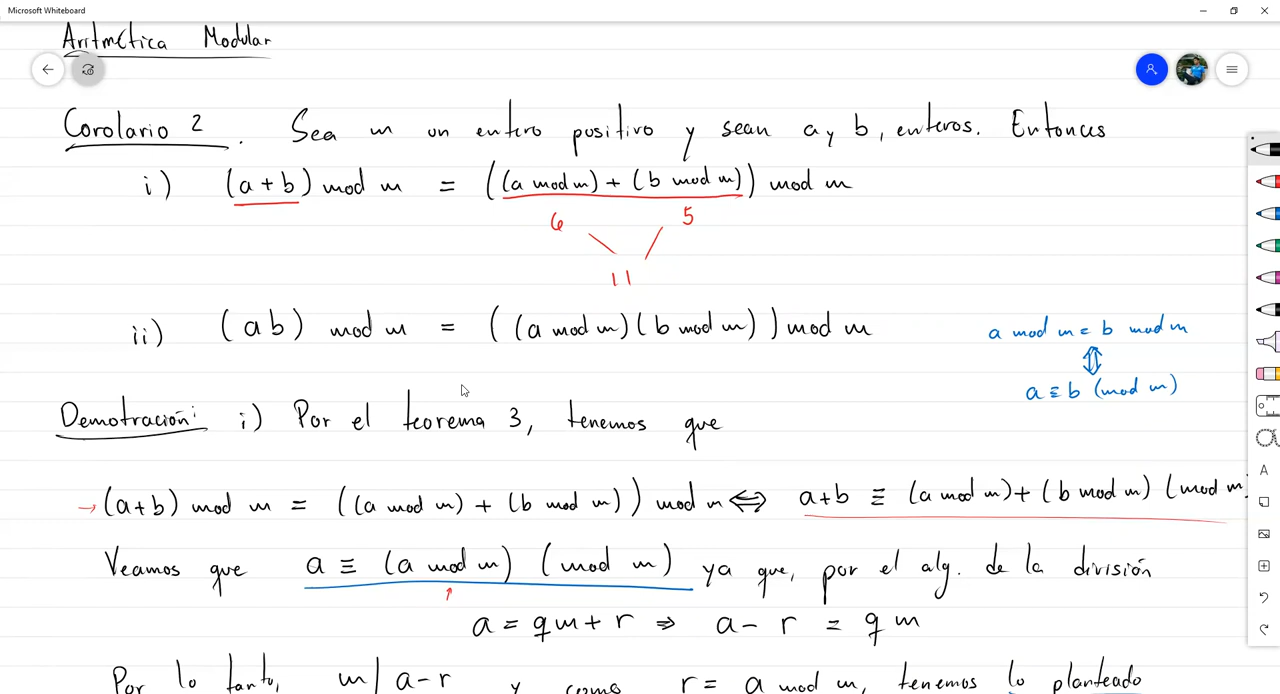 Microsoft Whiteboard
Aritmética Modular
Corolario 2. Sea m un entero positivo y sean a y b, enteros. Entonces
i) (a+b) mod m = ((a mod m) + (b mod m)) mod m
6 5
11
ii) (ab) mod m = ((a mod m)(b mod m)) mod m
a mod m = b mod m
⇕
a ≡ b (mod m)
Demotración: i) Por el teorema 3, tenemos que
→ (a+b) mod m = ((a mod m) + (b mod m)) mod m ⟺ a+b ≡ (a mod m) + (b mod m) (mod m
Veamos que a ≡ (a mod m) (mod m) ya que, por el alg. de la división
a = qm + r ⇒ a - r = qm
Por lo tanto, m | a-r y como r = a mod m, tenemos lo planteado